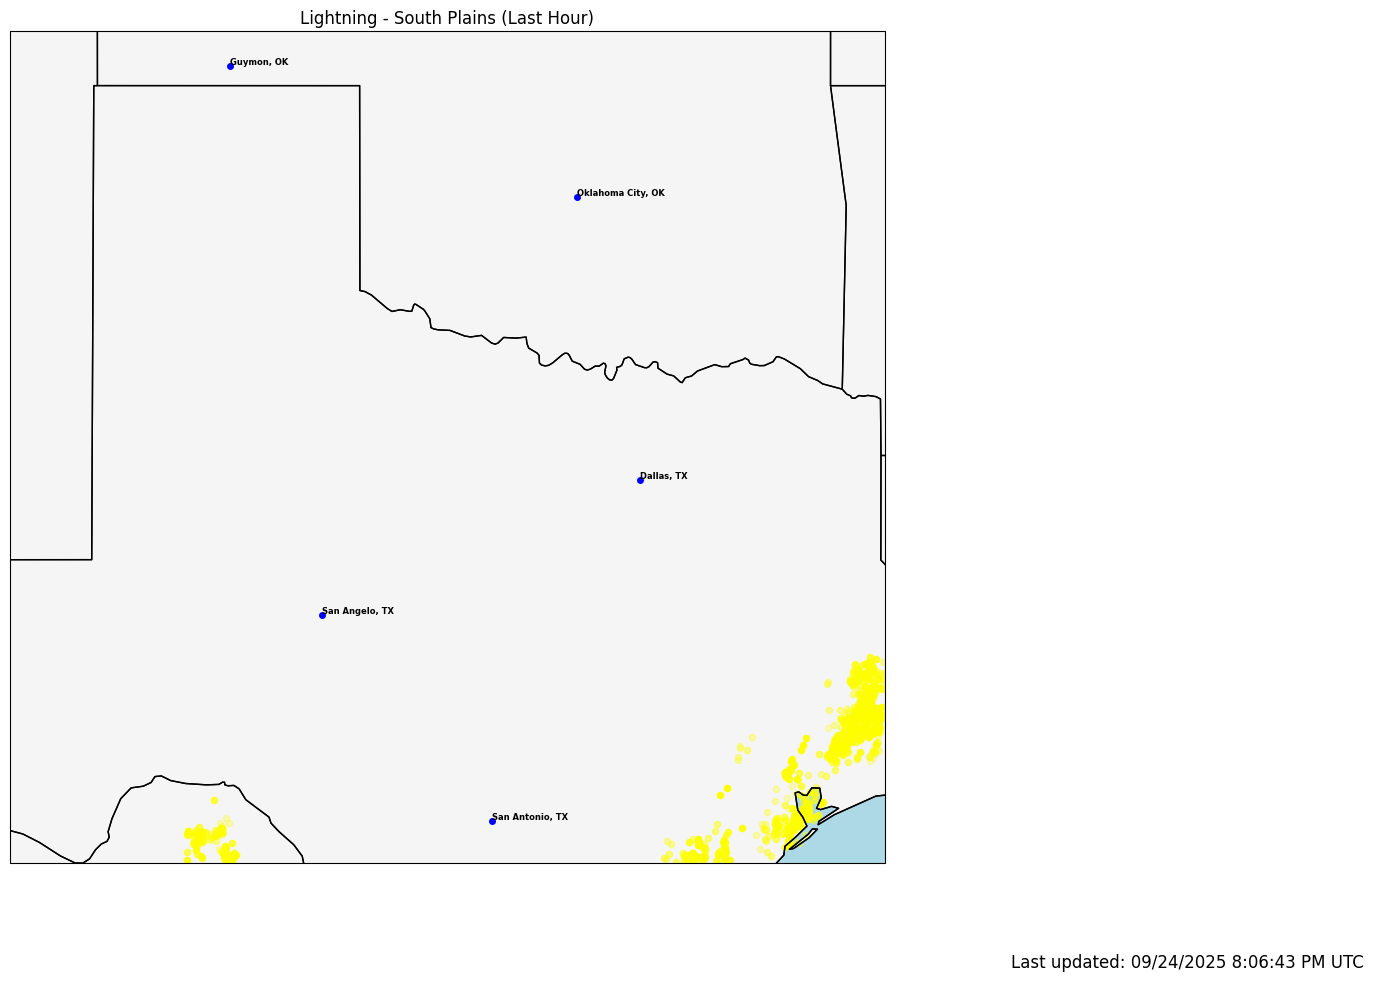 Lightning - South Plains (Last Hour)
Guymon, OK
Oklahoma City, OK
Dallas, TX
San Angelo, TX
San Antonio, TX
Last updated: 09/24/2025 8:06:43 PM UTC